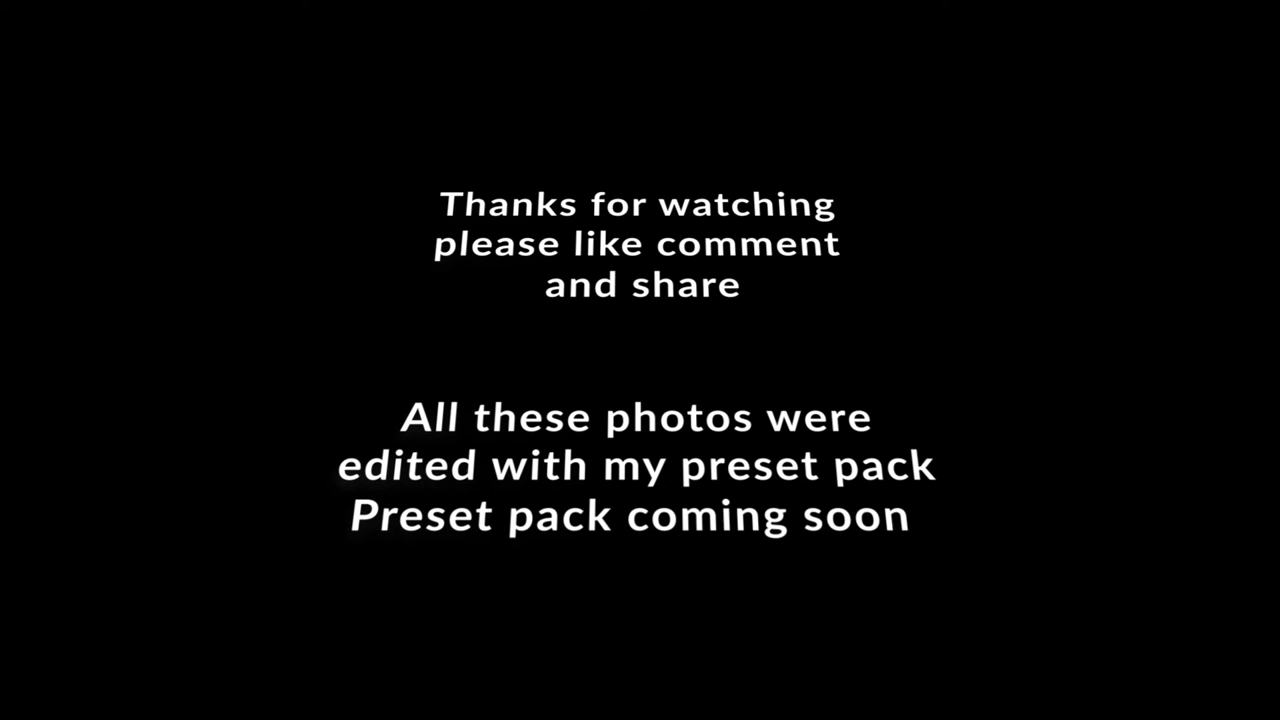 Thanks for watching
please like comment
and share
All these photos were
edited with my preset pack
Preset pack coming soon